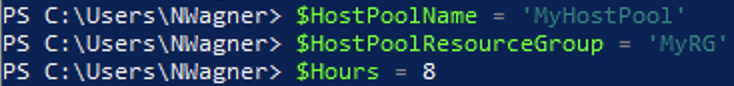 PS C:\Users\NWagner> $HostPoolName = 'MyHostPool'
PS C:\Users\NWagner> $HostPoolResourceGroup = 'MyRG'
PS C:\Users\NWagner> $Hours = 8